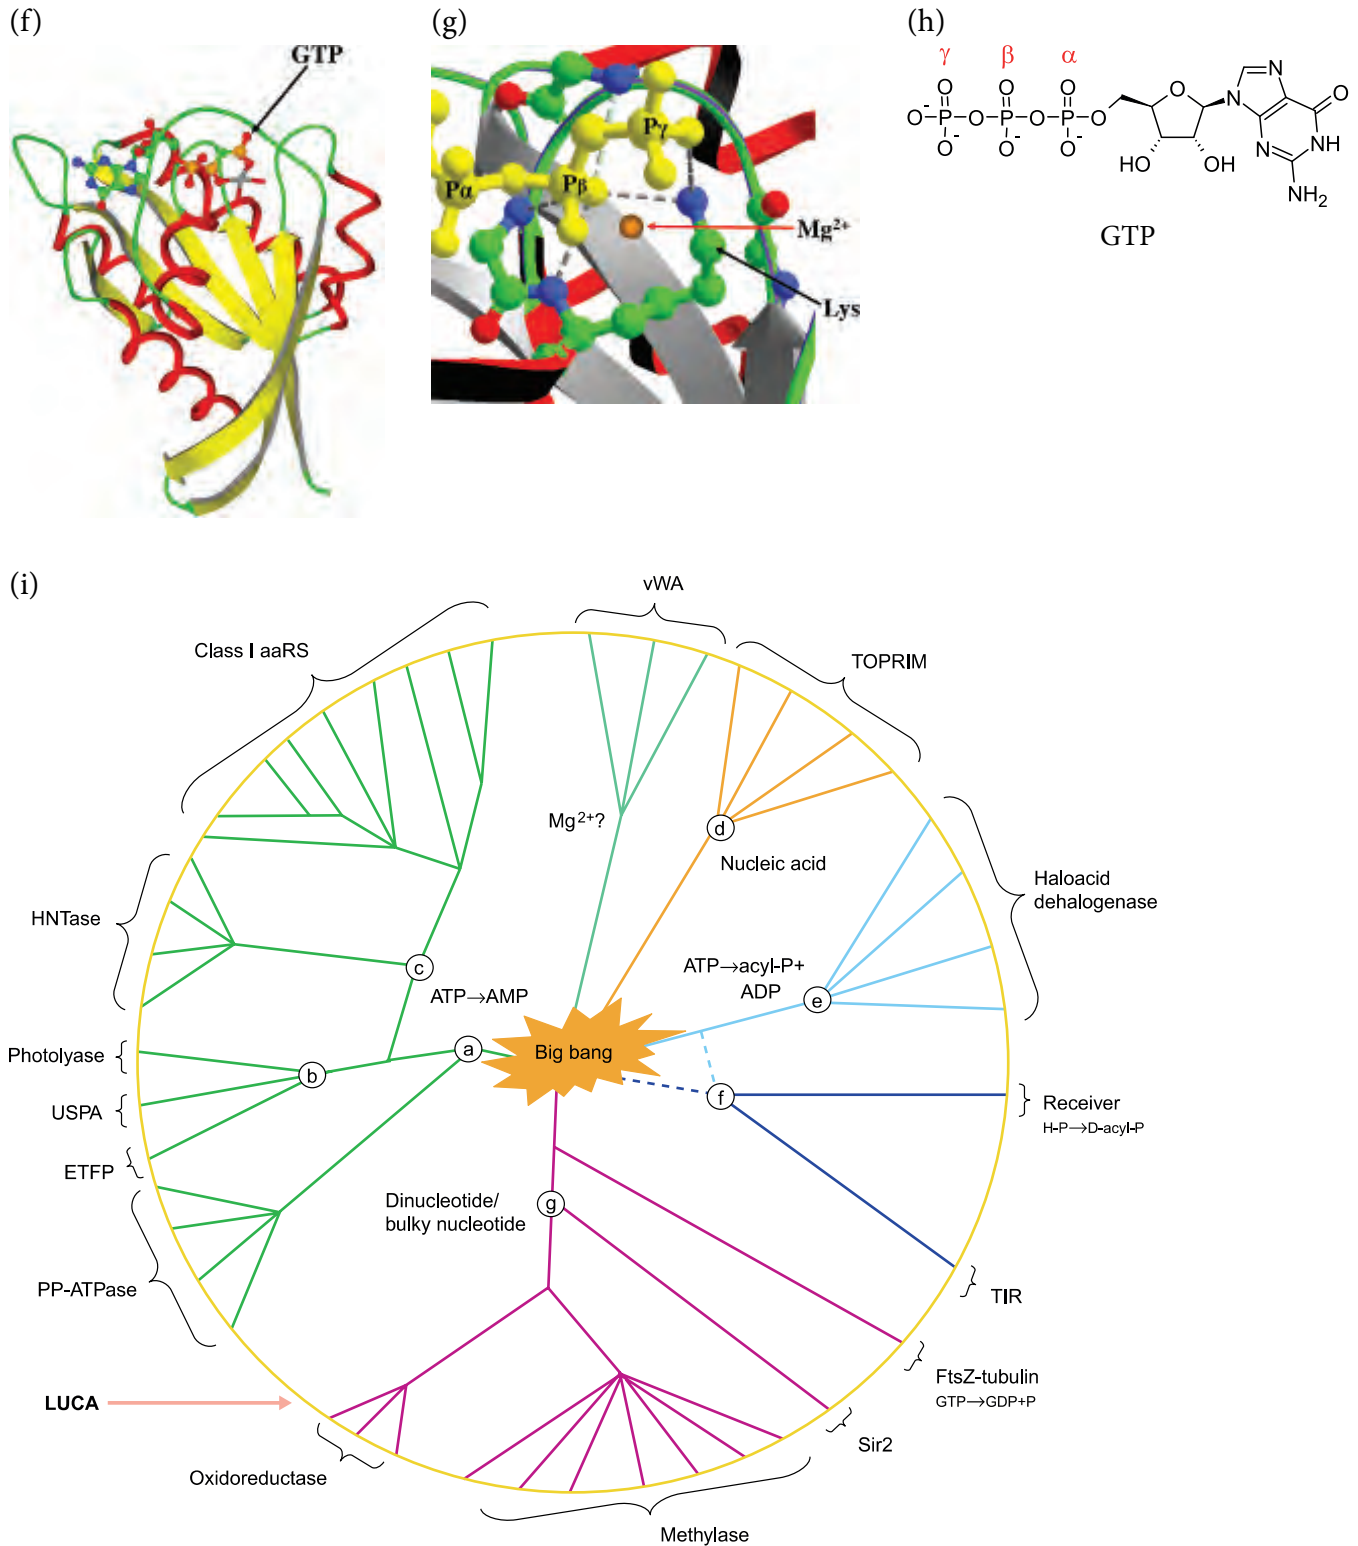 (f)
GTP
(g)
Pγ
Pα
Pβ
Mg²⁺
Lys
(h)
γ β α
O O O
⁻O–P–O–P–O–P–O
O⁻ O⁻ O⁻
O
HO OH
N N
N
N NH
O
NH₂
GTP
(i)
vWA
Class I aaRS
TOPRIM
Mg²⁺?
d
Nucleic acid
Haloacid
dehalogenase
HNTase
c
ATP→AMP
ATP→acyl-P+
ADP
e
Photolyase
a
Big bang
b
f
USPA
Receiver
H-P→D-acyl-P
ETFP
Dinucleotide/
bulky nucleotide
g
PP-ATPase
TIR
FtsZ-tubulin
GTP→GDP+P
LUCA
Sir2
Oxidoreductase
Methylase